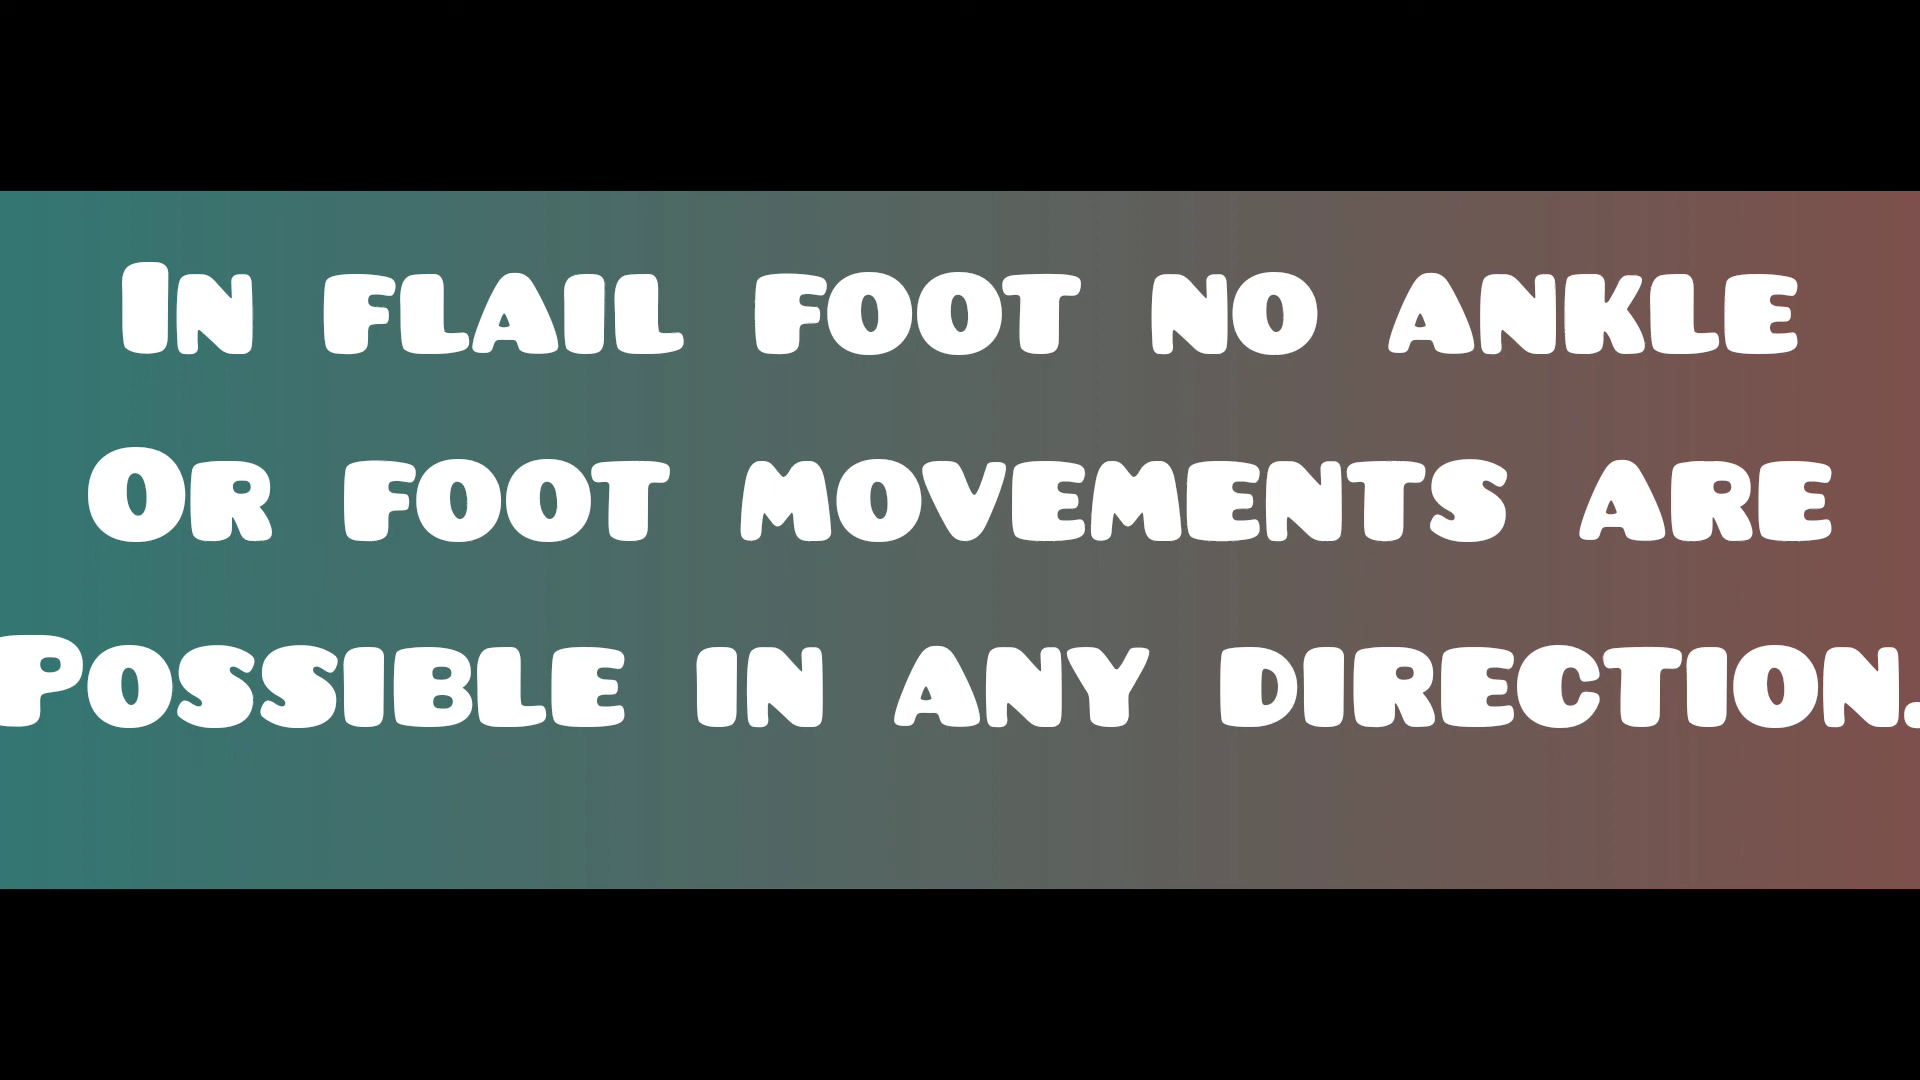 In flail foot no ankle
Or foot movements are
Possible in any direction.